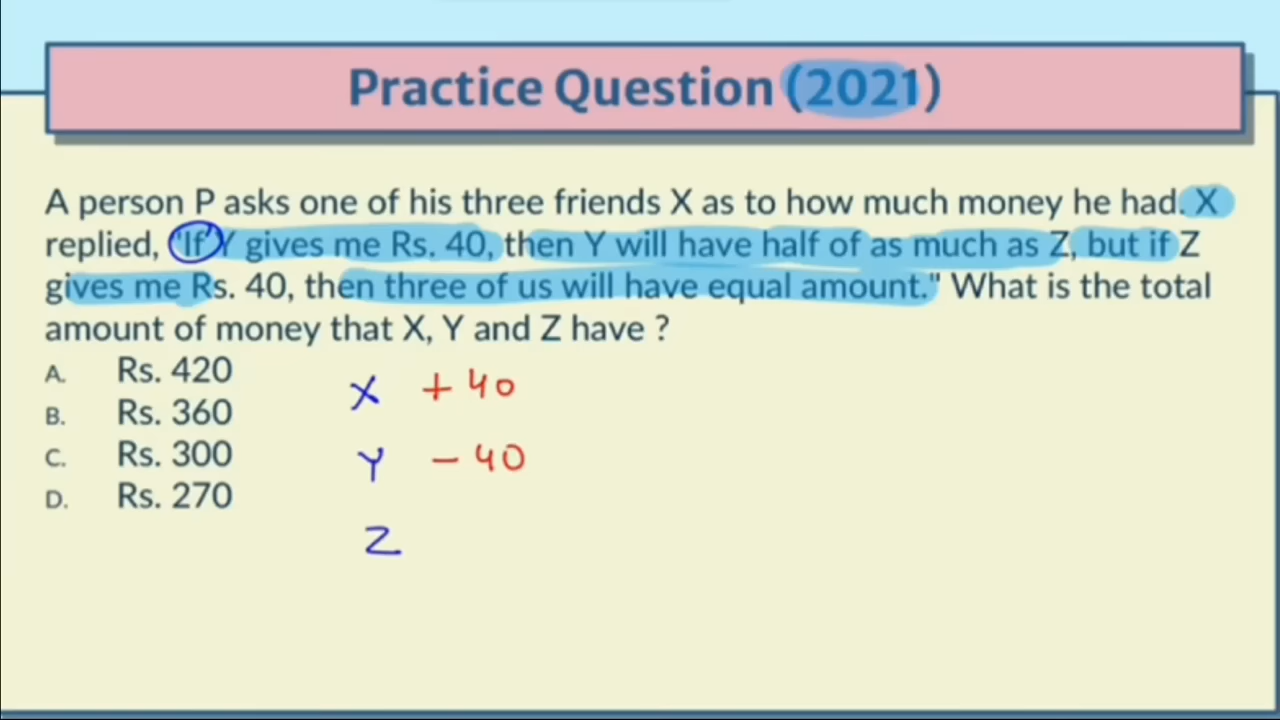 Practice Question (2021)
A person P asks one of his three friends X as to how much money he had. X
replied, "If Y gives me Rs. 40, then Y will have half of as much as Z, but if Z
gives me Rs. 40, then three of us will have equal amount." What is the total
amount of money that X, Y and Z have ?
A. Rs. 420
B. Rs. 360
C. Rs. 300
D. Rs. 270
X + 40
Y - 40
Z